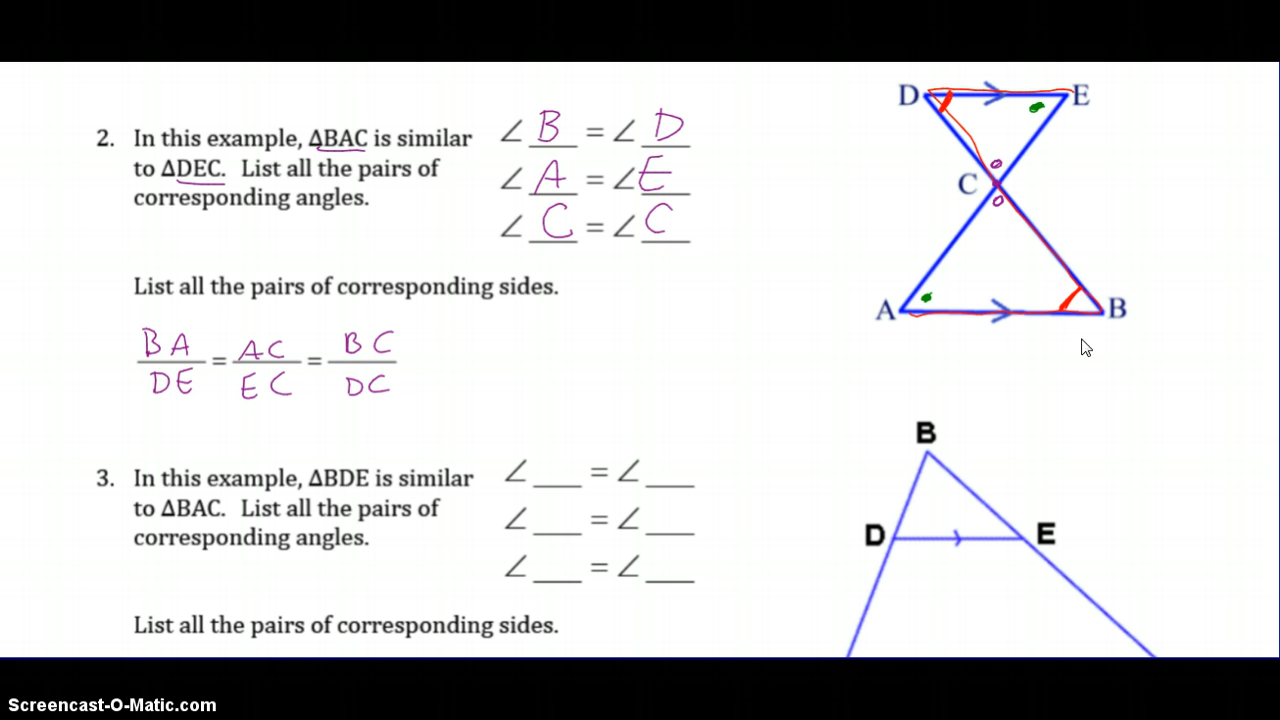 2. In this example, ΔBAC is similar
to ΔDEC. List all the pairs of
corresponding angles.
∠ B = ∠ D
∠ A = ∠ E
∠ C = ∠ C
List all the pairs of corresponding sides.
BA/DE = AC/EC = BC/DC
D E
C
A B
3. In this example, ΔBDE is similar
to ΔBAC. List all the pairs of
corresponding angles.
∠ ___ = ∠ ___
∠ ___ = ∠ ___
∠ ___ = ∠ ___
List all the pairs of corresponding sides.
B
D E
Screencast-O-Matic.com